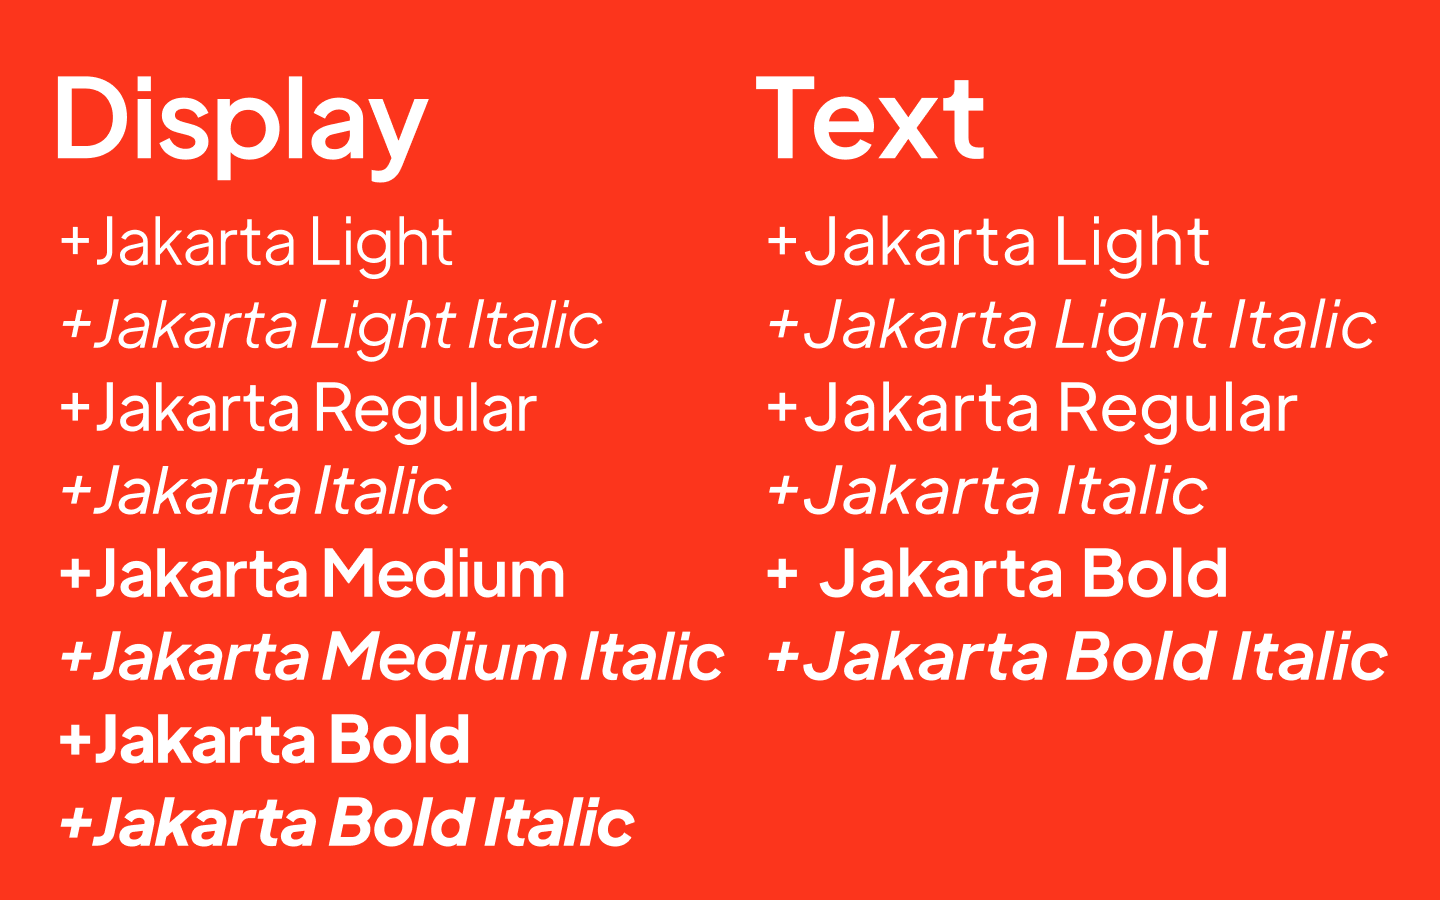 Display
+Jakarta Light
+Jakarta Light Italic
+Jakarta Regular
+Jakarta Italic
+Jakarta Medium
+Jakarta Medium Italic
+Jakarta Bold
+Jakarta Bold Italic
Text
+Jakarta Light
+Jakarta Light Italic
+Jakarta Regular
+Jakarta Italic
+ Jakarta Bold
+Jakarta Bold Italic